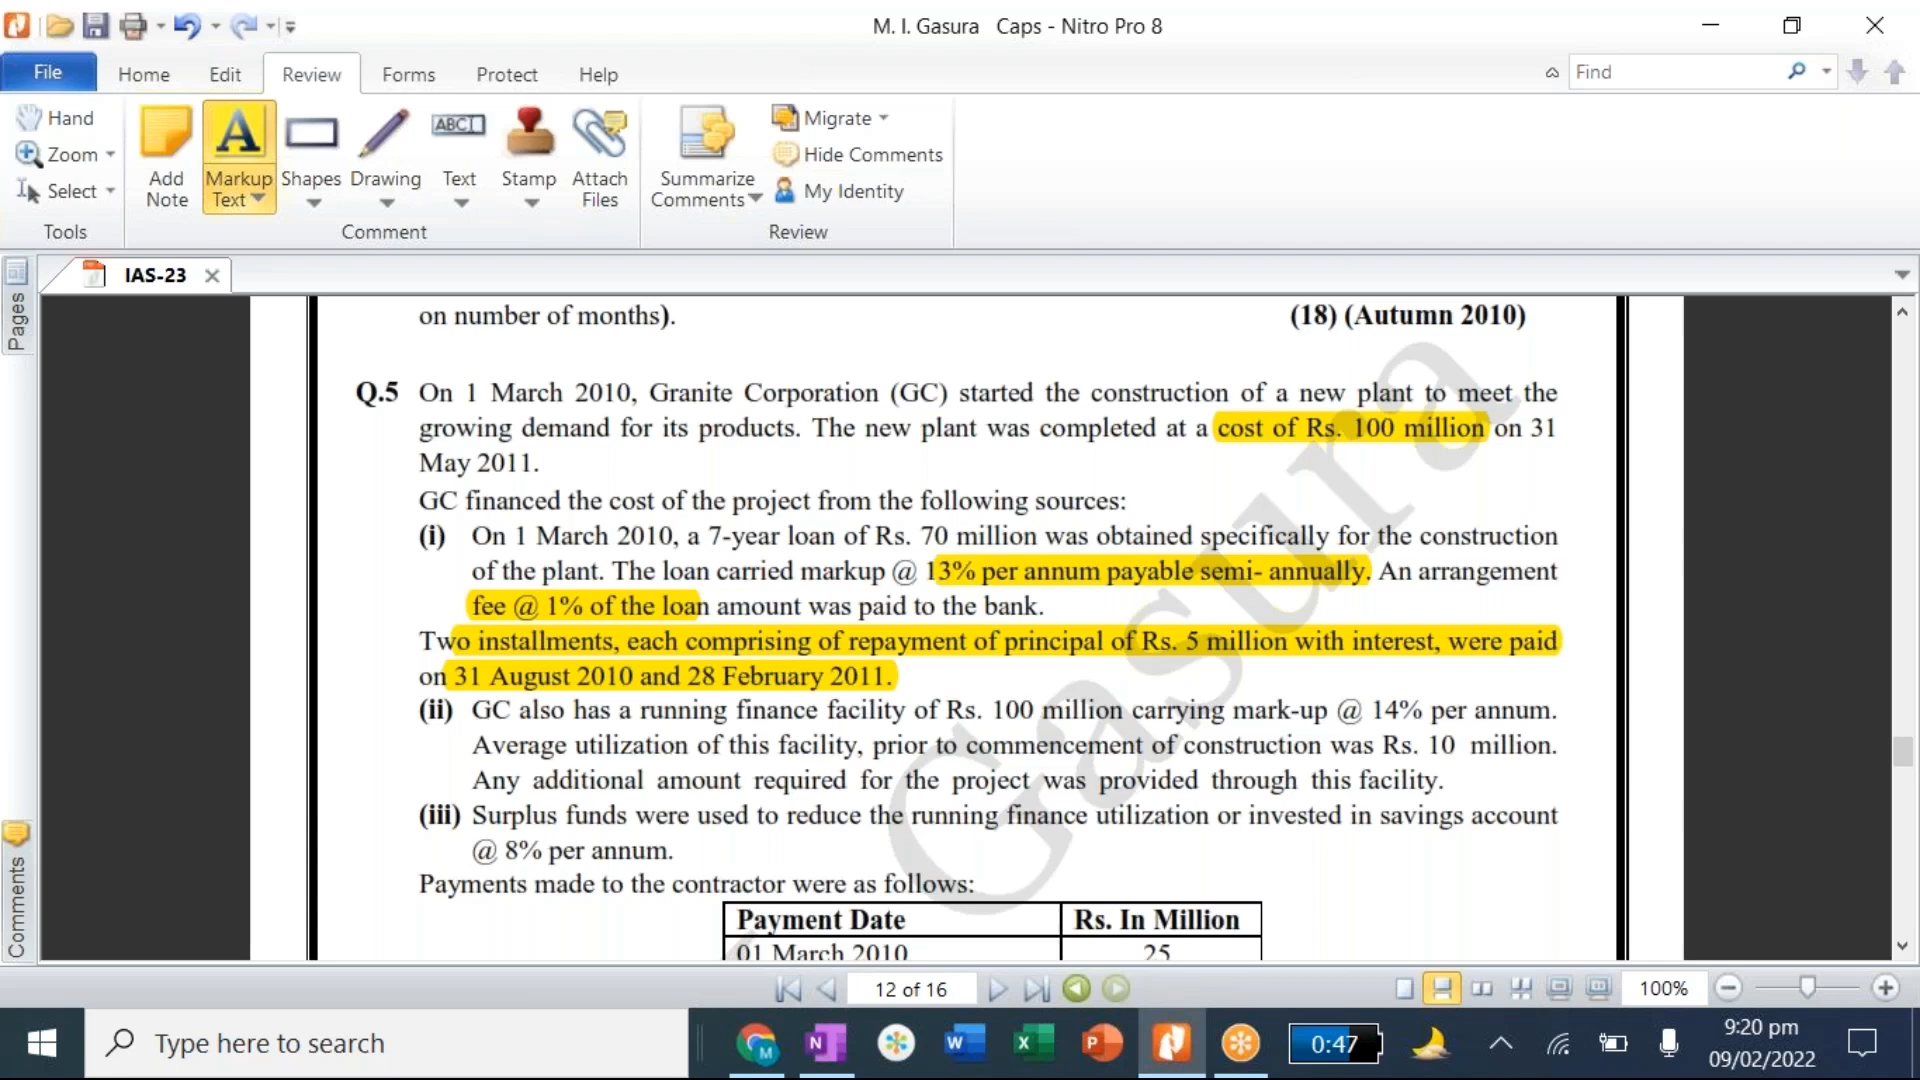 M. I. Gasura Caps - Nitro Pro 8
File Home Edit Review Forms Protect Help
Find
Hand
Zoom
Select
Tools
Add Note
Markup Text
Shapes
Drawing
ABC
Text
Stamp
Attach Files
Comment
Summarize Comments
Migrate
Hide Comments
My Identity
Review
Pages
Comments
IAS-23
on number of months). (18) (Autumn 2010)
Q.5 On 1 March 2010, Granite Corporation (GC) started the construction of a new plant to meet the
growing demand for its products. The new plant was completed at a cost of Rs. 100 million on 31
May 2011.
GC financed the cost of the project from the following sources:
(i) On 1 March 2010, a 7-year loan of Rs. 70 million was obtained specifically for the construction
of the plant. The loan carried markup @ 13% per annum payable semi- annually. An arrangement
fee @ 1% of the loan amount was paid to the bank.
Two installments, each comprising of repayment of principal of Rs. 5 million with interest, were paid
on 31 August 2010 and 28 February 2011.
(ii) GC also has a running finance facility of Rs. 100 million carrying mark-up @ 14% per annum.
Average utilization of this facility, prior to commencement of construction was Rs. 10 million.
Any additional amount required for the project was provided through this facility.
(iii) Surplus funds were used to reduce the running finance utilization or invested in savings account
@ 8% per annum.
Payments made to the contractor were as follows:
Payment Date Rs. In Million
01 March 2010 25
Gasura
12 of 16
100%
Type here to search
0:47
9:20 pm
09/02/2022